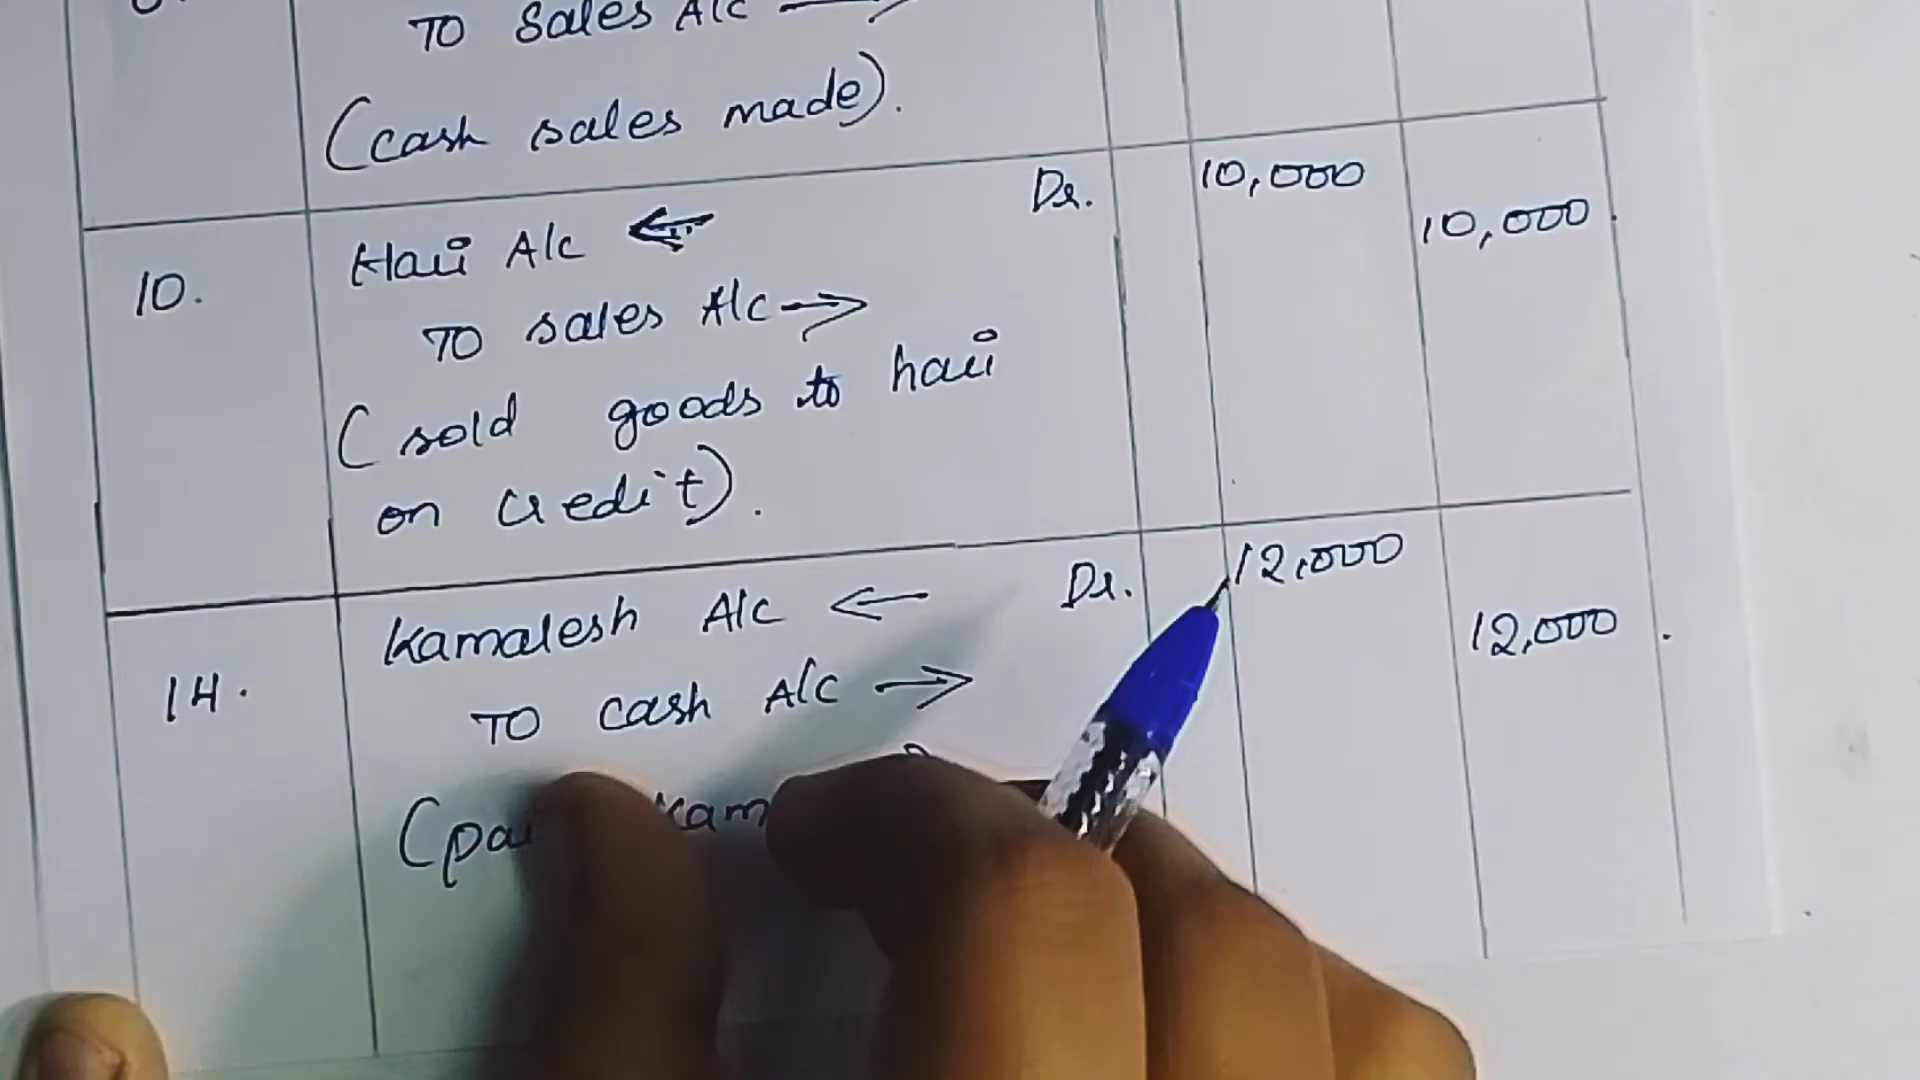 TO Sales A/c
(cash sales made).
10. Hari A/c Dr. 10,000
TO sales A/c 10,000
(sold goods to hari
on credit).
14. Kamalesh A/c Dr. 12,000
TO cash A/c 12,000